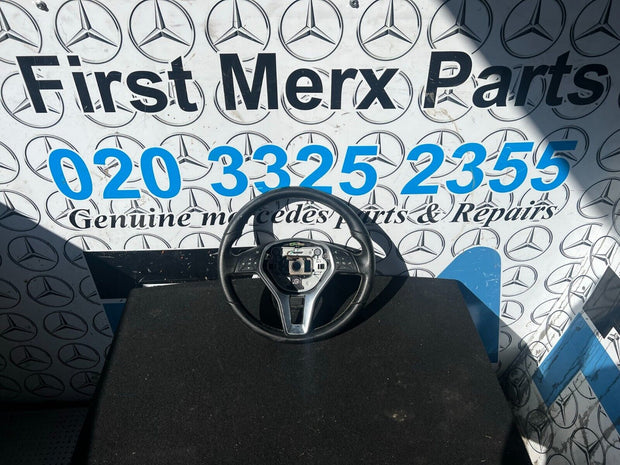 First Merx Parts
020 3325 2355
Genuine mercedes parts & Repairs